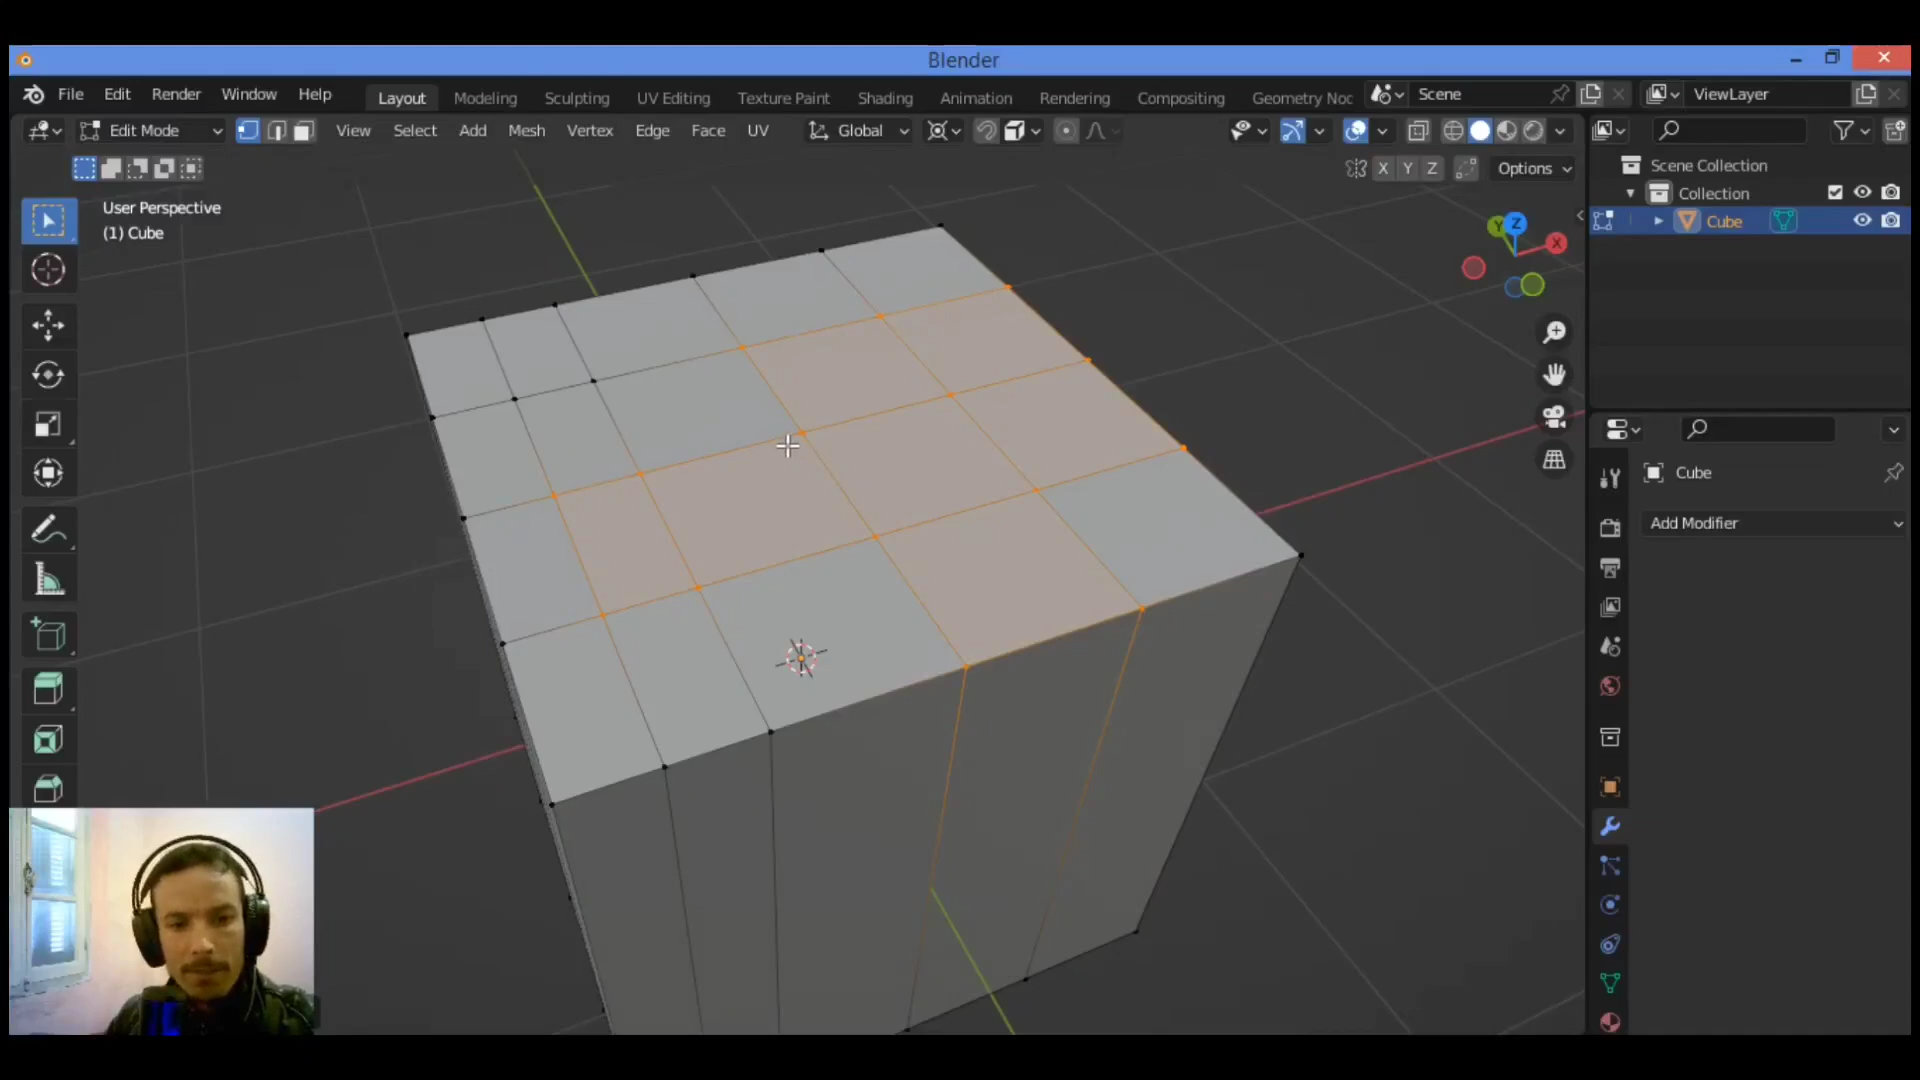 Blender
File Edit Render Window Help Layout Modeling Sculpting UV Editing Texture Paint Shading Animation Rendering Compositing Geometry Noc Scene ViewLayer
Edit Mode View Select Add Mesh Vertex Edge Face UV Global
X Y Z Options
User Perspective
(1) Cube
Z
Y
X
Scene Collection
Collection
Cube
Cube
Add Modifier